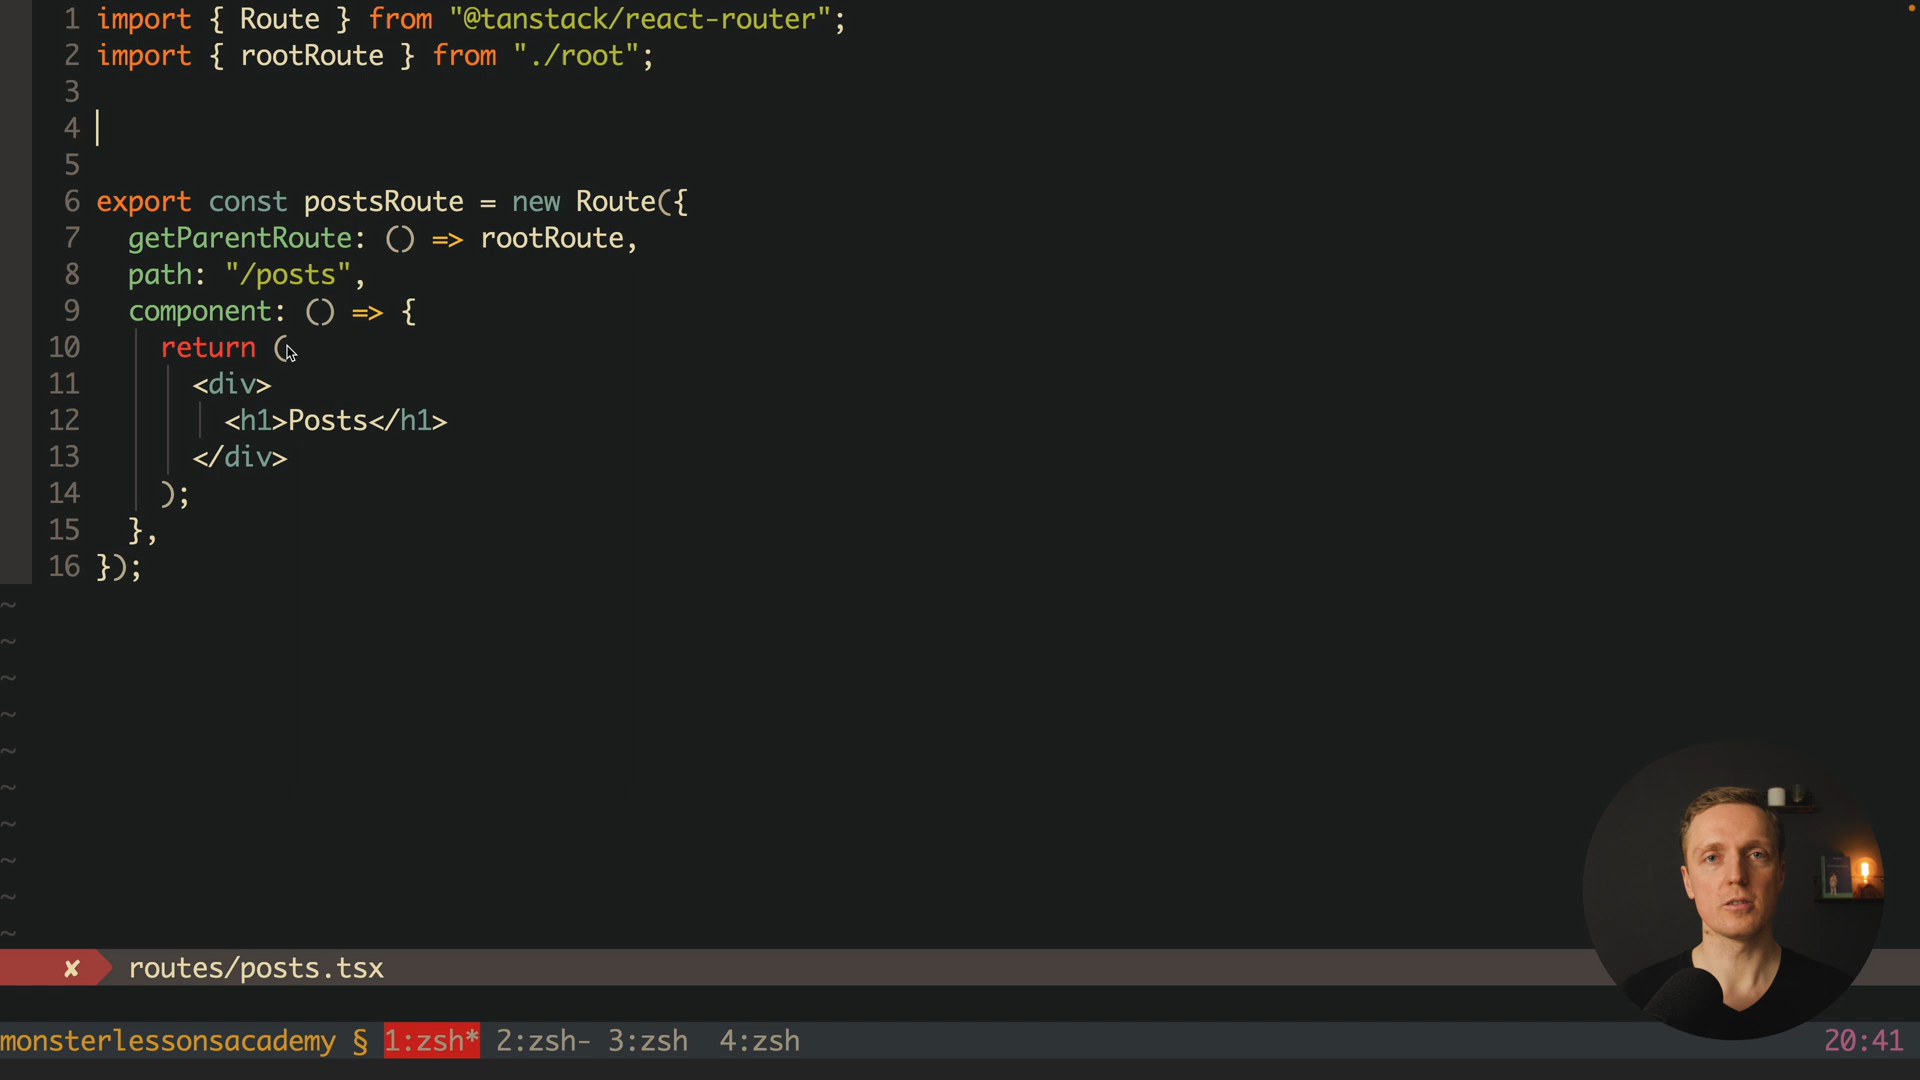 1 import { Route } from "@tanstack/react-router";
2 import { rootRoute } from "./root";
3
4
5
6 export const postsRoute = new Route({
7   getParentRoute: () => rootRoute,
8   path: "/posts",
9   component: () => {
10     return (
11       <div>
12         <h1>Posts</h1>
13       </div>
14     );
15   },
16 });
~
~
~
~
~
~
~
~
~
~
✘ routes/posts.tsx
monsterlessonsacademy § 1:zsh* 2:zsh- 3:zsh 4:zsh 20:41